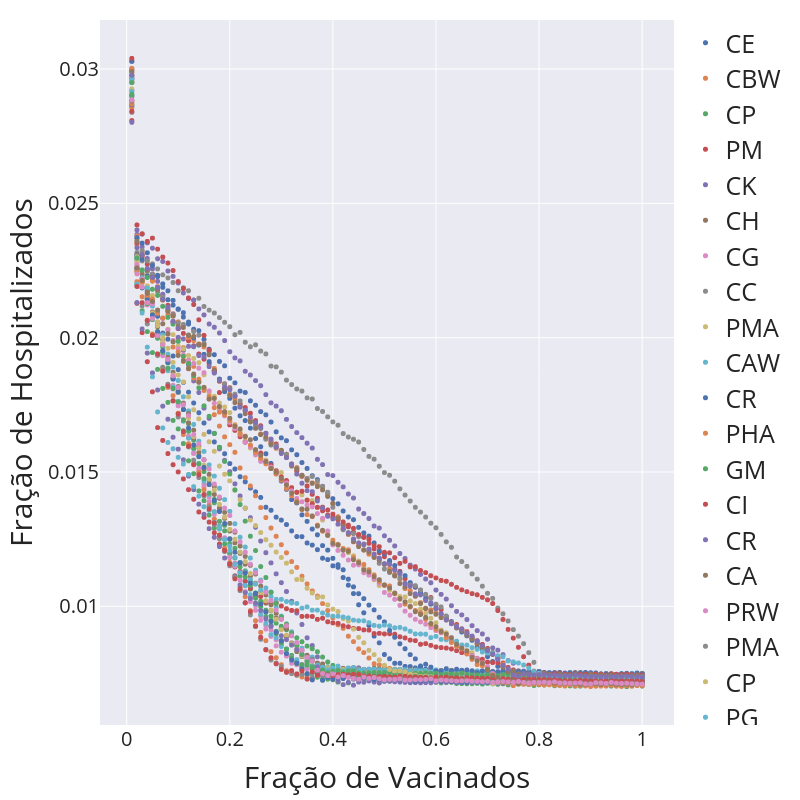 Fração de Hospitalizados
0.03
0.025
0.02
0.015
0.01
0
0.2
0.4
0.6
0.8
1
Fração de Vacinados
CE
CBW
CP
PM
CK
CH
CG
CC
PMA
CAW
CR
PHA
GM
CI
CR
CA
PRW
PMA
CP
PG